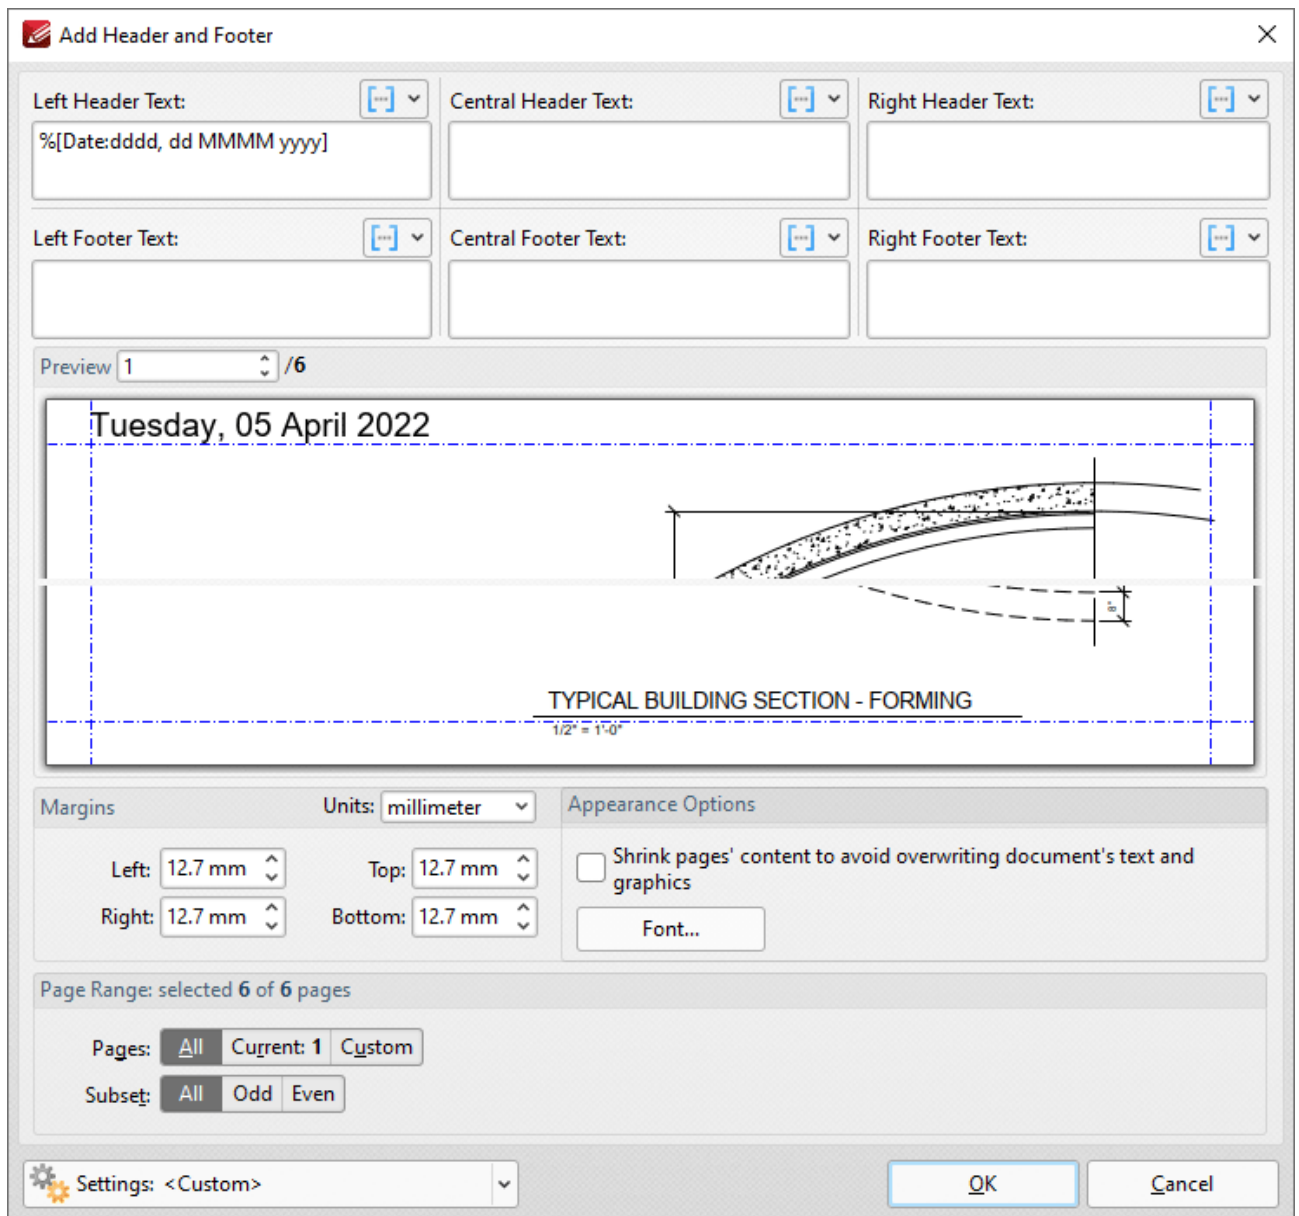 Add Header and Footer
Left Header Text:
Central Header Text:
Right Header Text:
%[Date:dddd, dd MMMM yyyy]
Left Footer Text:
Central Footer Text:
Right Footer Text:
Preview 1 /6
Tuesday, 05 April 2022
8"
TYPICAL BUILDING SECTION - FORMING
1/2" = 1'-0"
Margins
Units: millimeter
Left: 12.7 mm
Top: 12.7 mm
Right: 12.7 mm
Bottom: 12.7 mm
Appearance Options
Shrink pages' content to avoid overwriting document's text and
graphics
Font...
Page Range: selected 6 of 6 pages
Pages: All Current: 1 Custom
Subset: All Odd Even
Settings: <Custom>
OK
Cancel